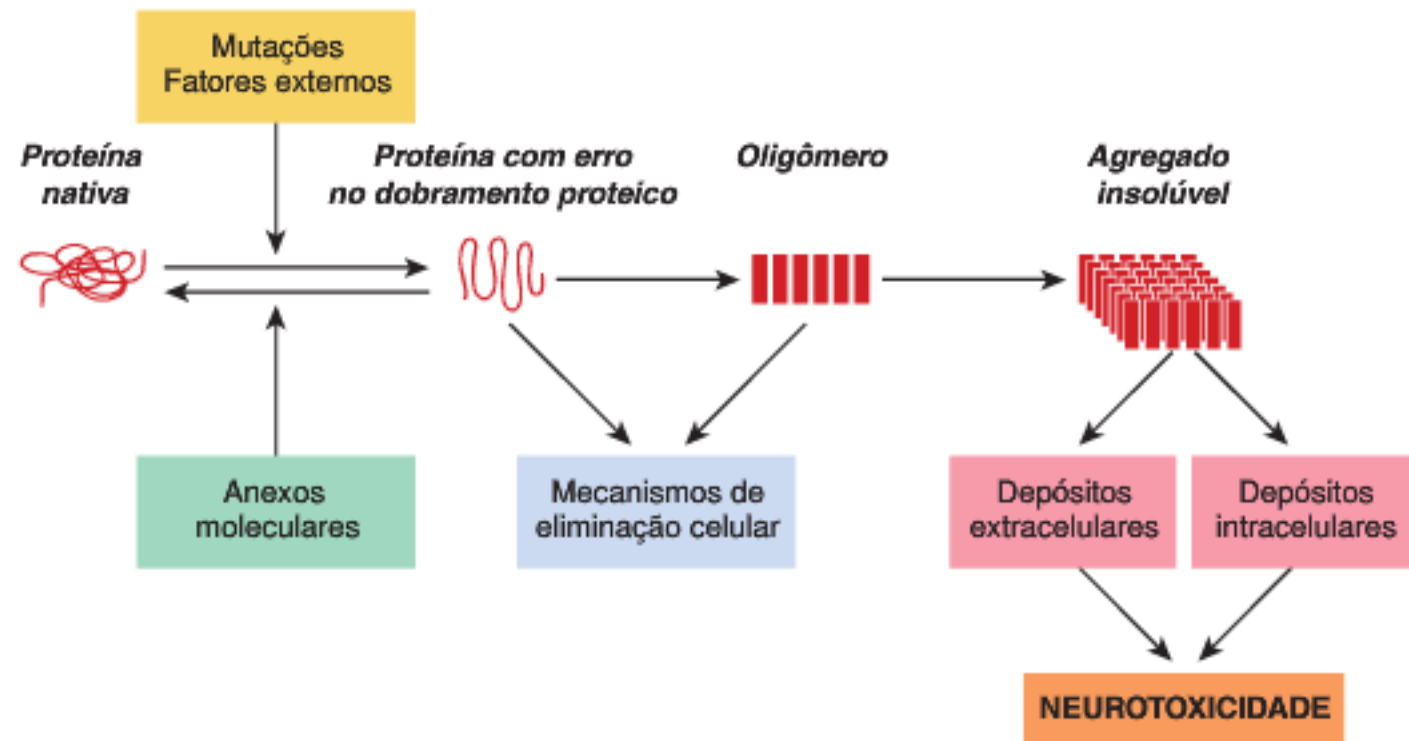 Mutações
Fatores externos
Proteína
nativa
Proteína com erro
no dobramento proteico
Oligômero
Agregado
insolúvel
Anexos
moleculares
Mecanismos de
eliminação celular
Depósitos
extracelulares
Depósitos
intracelulares
NEUROTOXICIDADE